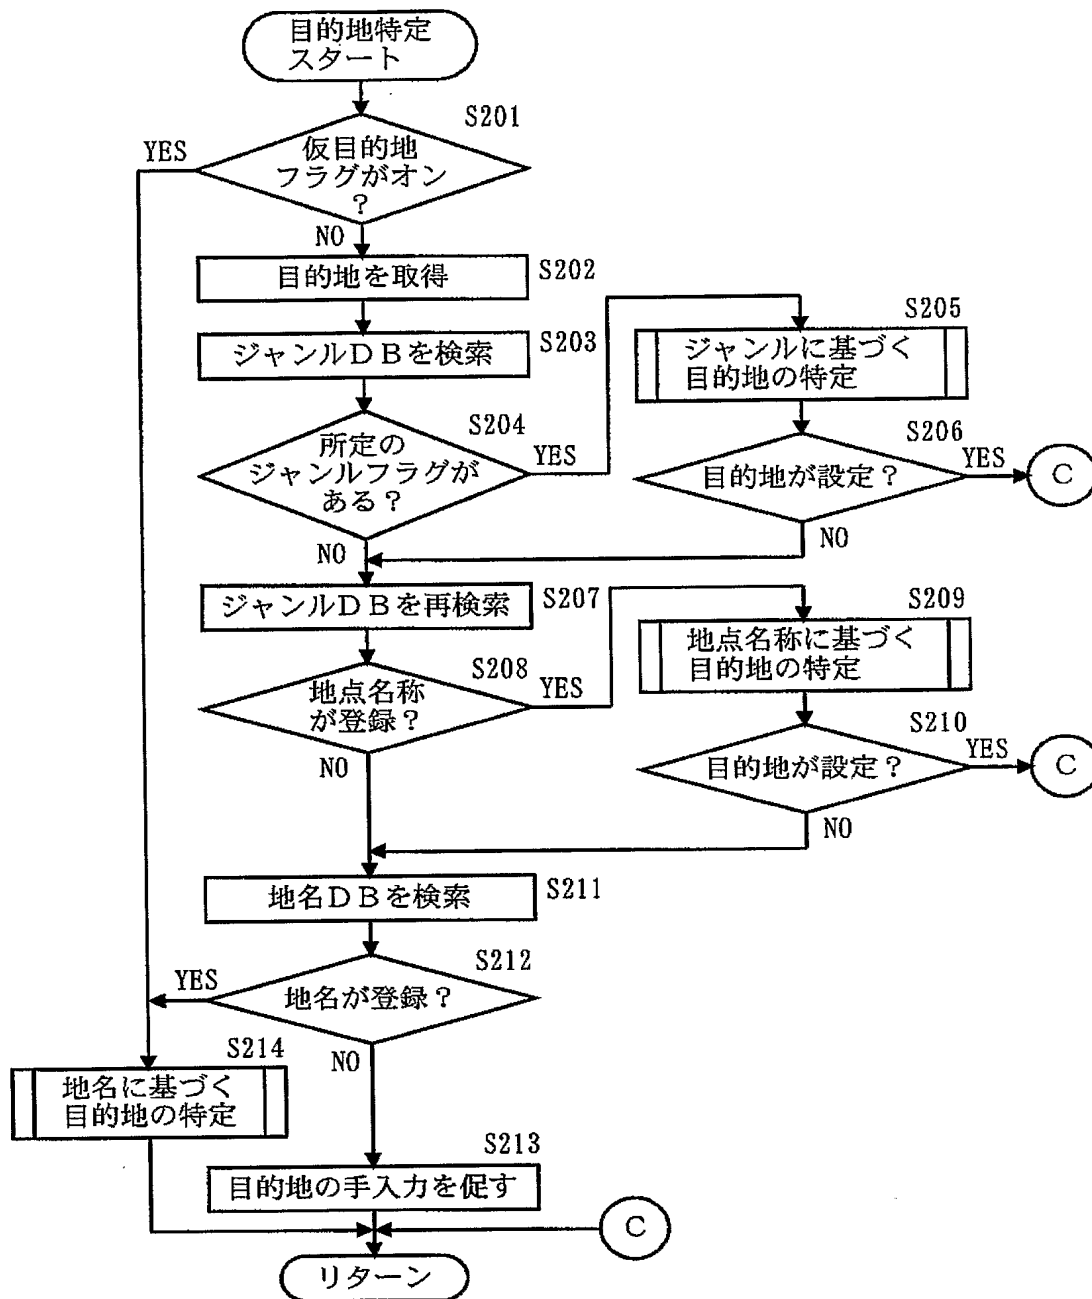 目的地特定
スタート
S201
YES
仮目的地
フラグがオン
？
NO
目的地を取得
S202
ジャンルＤＢを検索
S203
S205
ジャンルに基づく
目的地の特定
S204
所定の
ジャンルフラグが
ある？
YES
S206
目的地が設定？
YES
C
NO
NO
ジャンルＤＢを再検索
S207
S209
地点名称に基づく
目的地の特定
S208
地点名称
が登録？
YES
S210
目的地が設定？
YES
C
NO
NO
地名ＤＢを検索
S211
S212
YES
地名が登録？
NO
S214
地名に基づく
目的地の特定
S213
目的地の手入力を促す
C
リターン